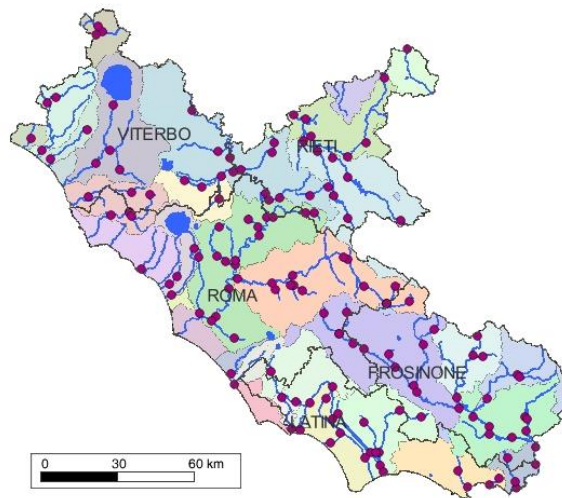 VITERBO
RIETI
ROMA
FROSINONE
LATINA
0 30 60 km